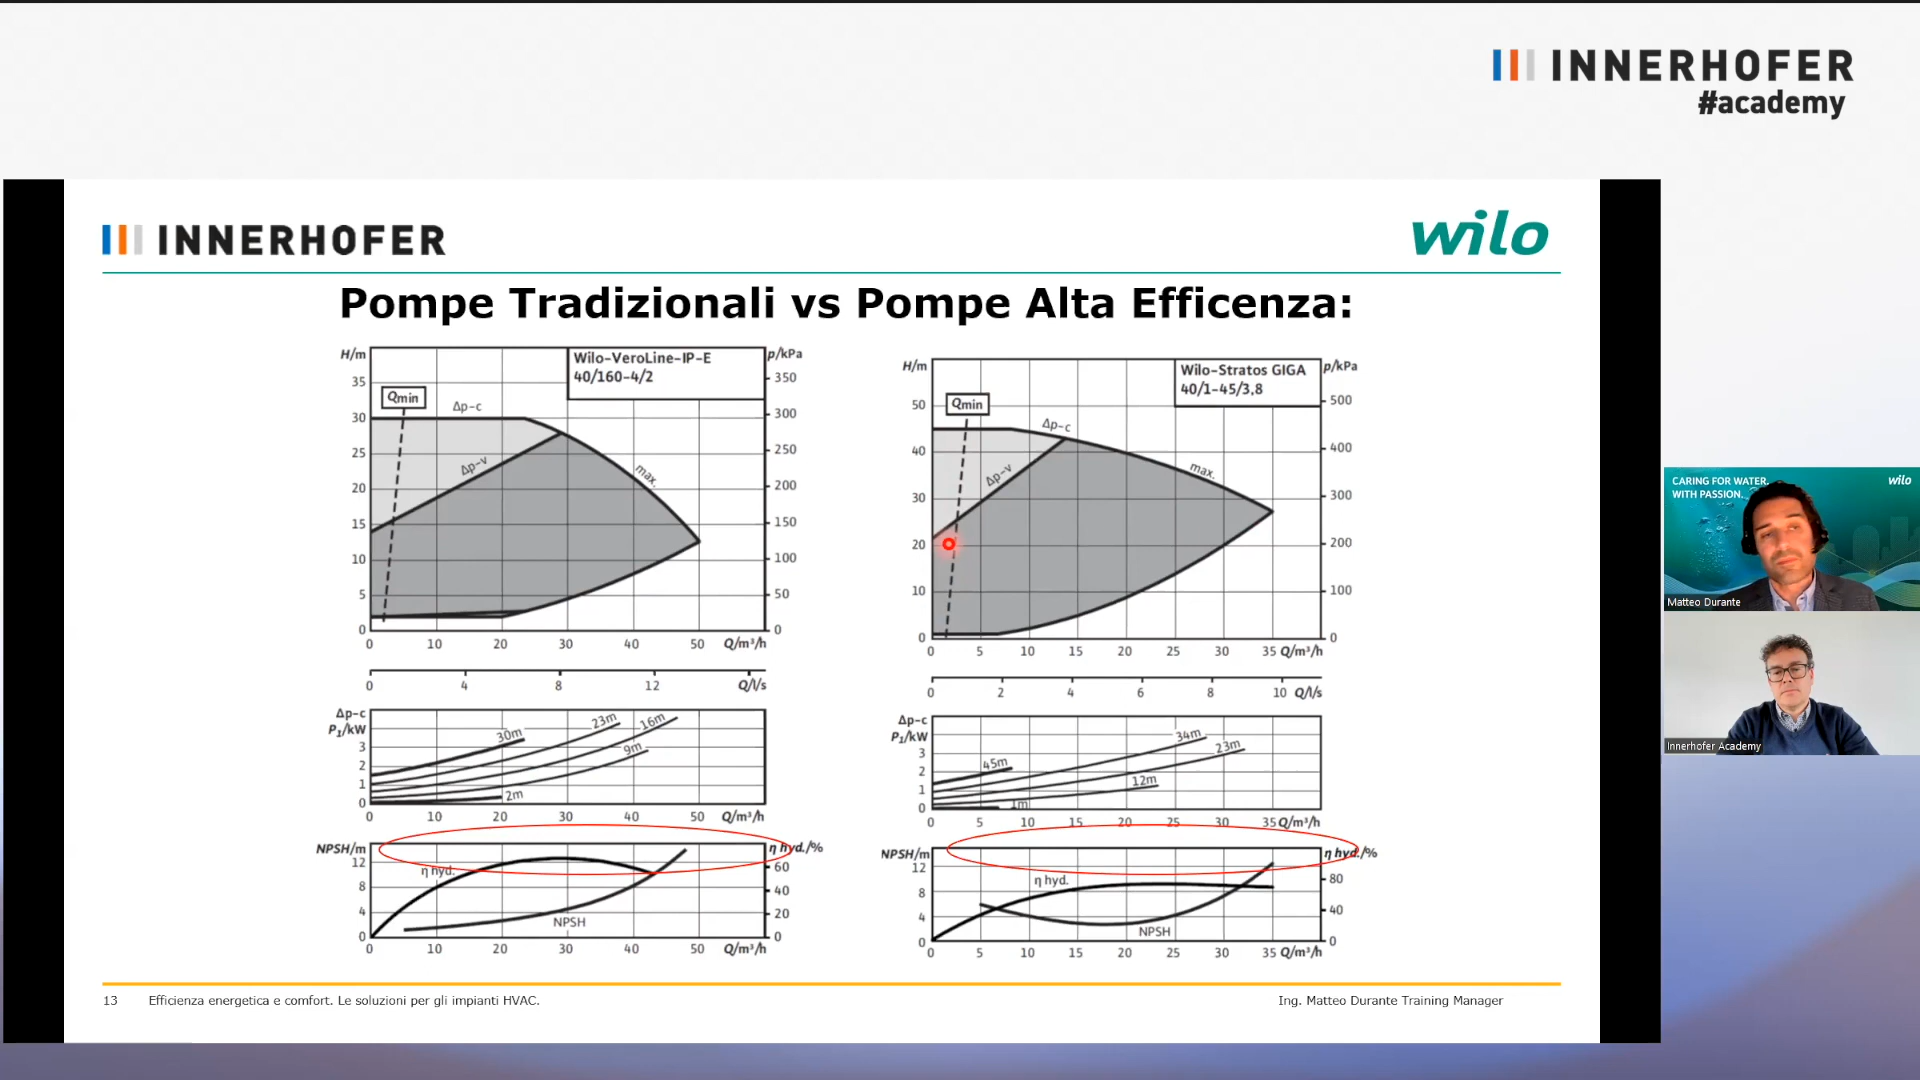 INNERHOFER
#academy
INNERHOFER
wilo
Pompe Tradizionali vs Pompe Alta Efficenza:
H/m
Wilo-VeroLine-IP-E
40/160-4/2
p/kPa
35
30
25
20
15
10
5
0
350
300
250
200
150
100
50
0
Qmin
Δp-c
Δp-v
max.
0 10 20 30 40 50 Q/m³/h
0 4 8 12 Q/l/s
Δp-c
P₁/kW
3
2
1
0
30m
23m
16m
9m
2m
0 10 20 30 40 50 Q/m³/h
NPSH/m
12
8
4
0
η hyd./%
60
40
20
0
η hyd.
NPSH
0 10 20 30 40 50 Q/m³/h
H/m
Wilo-Stratos GIGA
40/1-45/3,8
p/kPa
50
40
30
20
10
0
500
400
300
200
100
0
Qmin
Δp-c
Δp-v
max.
0 5 10 15 20 25 30 35 Q/m³/h
0 2 4 6 8 10 Q/l/s
Δp-c
P₁/kW
3
2
1
0
45m
34m
23m
12m
1m
0 5 10 15 20 25 30 35 Q/m³/h
NPSH/m
12
8
4
0
η hyd./%
80
40
0
η hyd.
NPSH
0 5 10 15 20 25 30 35 Q/m³/h
13 Efficienza energetica e comfort. Le soluzioni per gli impianti HVAC.
Ing. Matteo Durante Training Manager
CARING FOR WATER.
WITH PASSION.
wilo
Matteo Durante
Innerhofer Academy